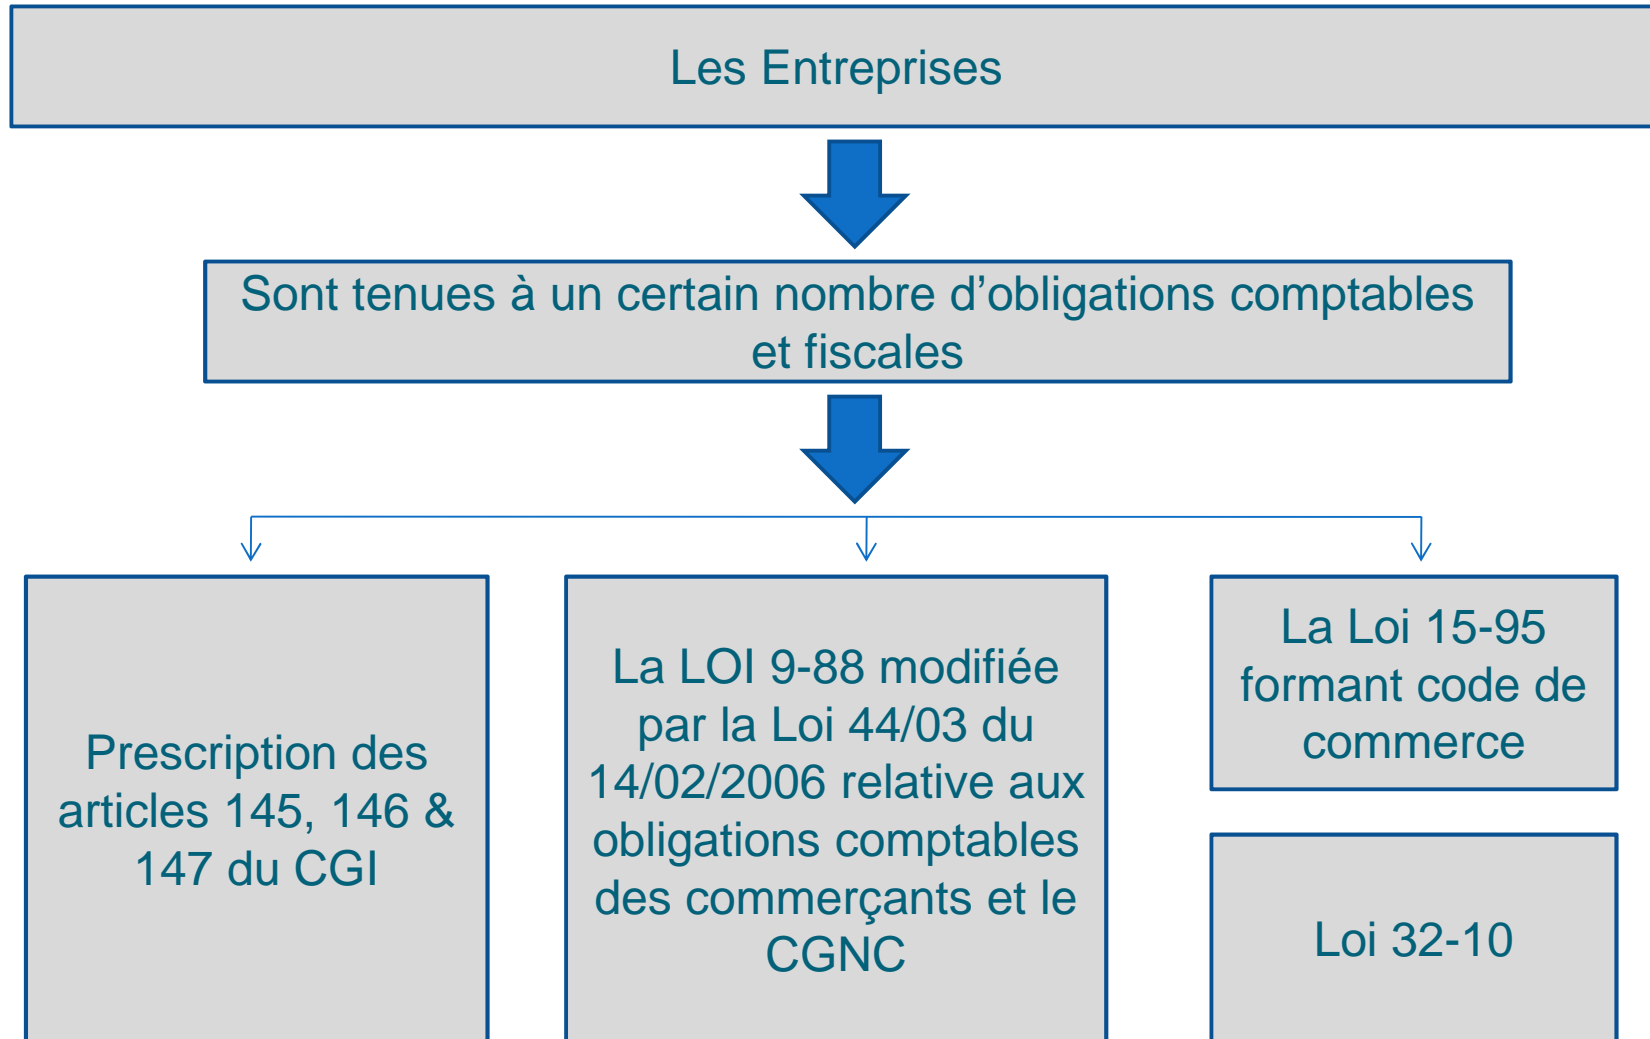 Les Entreprises
Sont tenues à un certain nombre d’obligations comptables
et fiscales
Prescription des
articles 145, 146 &
147 du CGI
La LOI 9-88 modifiée
par la Loi 44/03 du
14/02/2006 relative aux
obligations comptables
des commerçants et le
CGNC
La Loi 15-95
formant code de
commerce
Loi 32-10